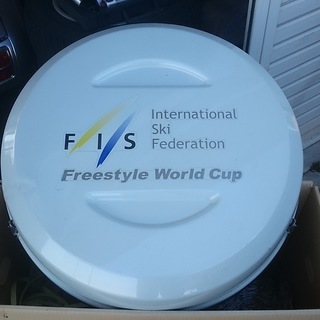 International
Ski
Federation
FIS
Freestyle World Cup